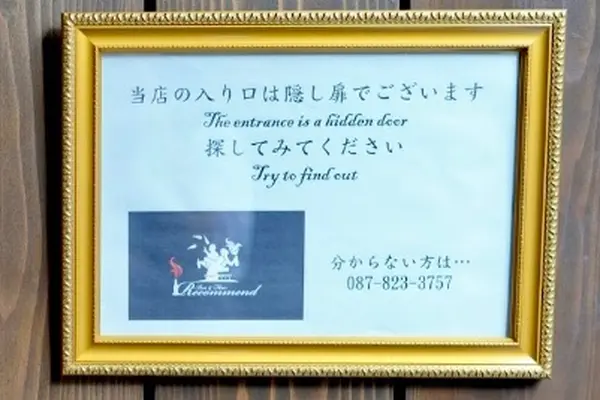 当店の入り口は隠し扉でございます
The entrance is a hidden door
探してみてください
Try to find out
Recommend
分からない方は…
087-823-3757